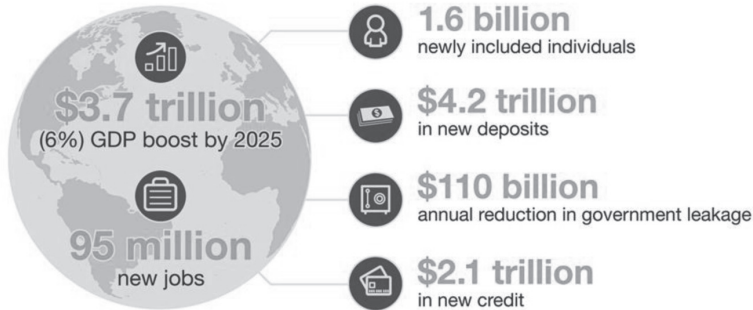 $3.7 trillion
(6%) GDP boost by 2025
95 million
new jobs
1.6 billion
newly included individuals
$4.2 trillion
in new deposits
$110 billion
annual reduction in government leakage
$2.1 trillion
in new credit